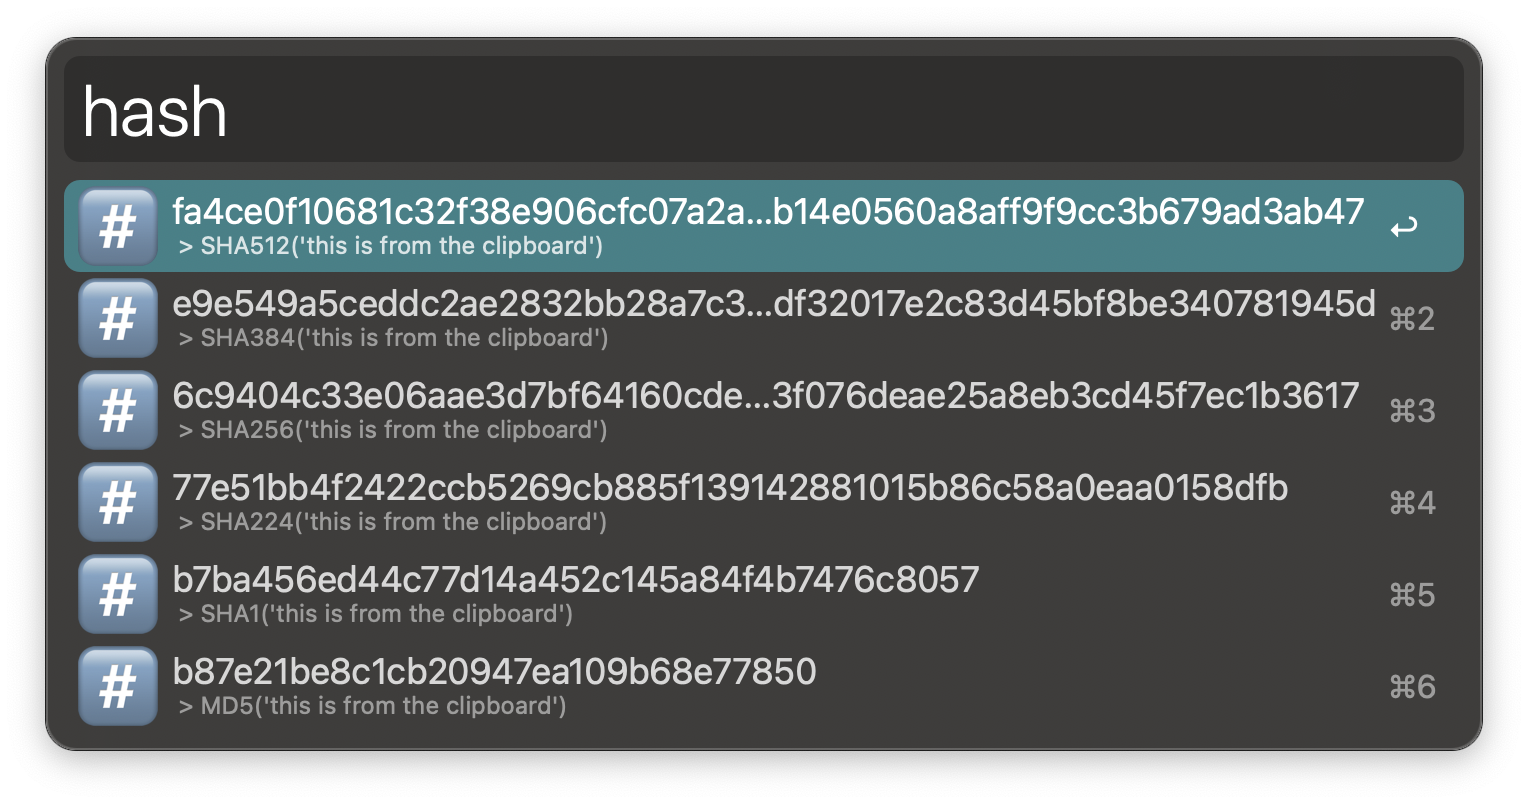 hash
#
fa4ce0f10681c32f38e906cfc07a2a...b14e0560a8aff9f9cc3b679ad3ab47
> SHA512('this is from the clipboard')
#
e9e549a5ceddc2ae2832bb28a7c3...df32017e2c83d45bf8be340781945d
⌘2
> SHA384('this is from the clipboard')
#
6c9404c33e06aae3d7bf64160cde...3f076deae25a8eb3cd45f7ec1b3617
⌘3
> SHA256('this is from the clipboard')
#
77e51bb4f2422ccb5269cb885f139142881015b86c58a0eaa0158dfb
⌘4
> SHA224('this is from the clipboard')
#
b7ba456ed44c77d14a452c145a84f4b7476c8057
⌘5
> SHA1('this is from the clipboard')
#
b87e21be8c1cb20947ea109b68e77850
⌘6
> MD5('this is from the clipboard')